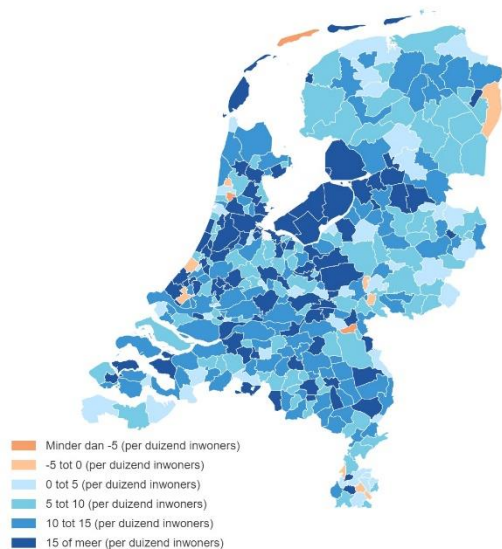 Minder dan -5 (per duizend inwoners)
-5 tot 0 (per duizend inwoners)
0 tot 5 (per duizend inwoners)
5 tot 10 (per duizend inwoners)
10 tot 15 (per duizend inwoners)
15 of meer (per duizend inwoners)